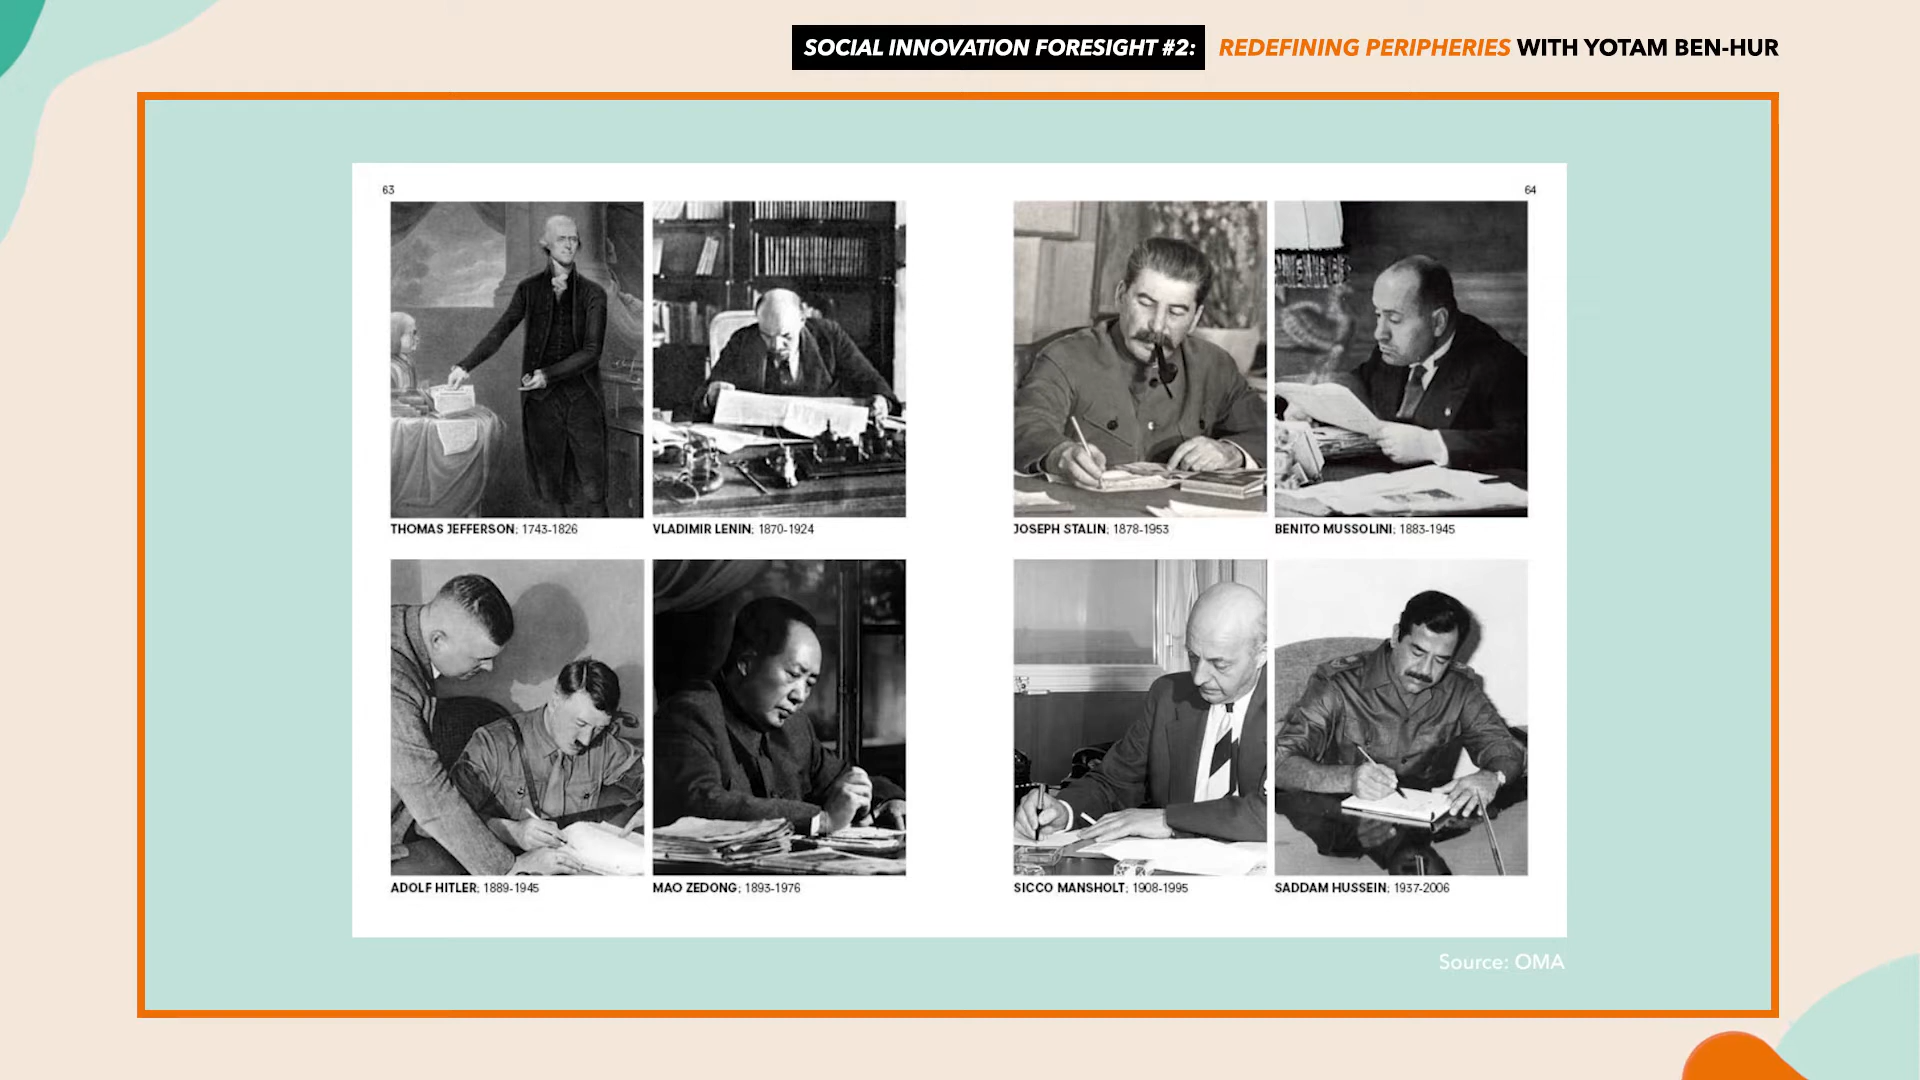 SOCIAL INNOVATION FORESIGHT #2: REDEFINING PERIPHERIES WITH YOTAM BEN-HUR
63
64
THOMAS JEFFERSON; 1743-1826
VLADIMIR LENIN; 1870-1924
JOSEPH STALIN; 1878-1953
BENITO MUSSOLINI; 1883-1945
ADOLF HITLER; 1889-1945
MAO ZEDONG; 1893-1976
SICCO MANSHOLT; 1908-1995
SADDAM HUSSEIN; 1937-2006
Source: OMA